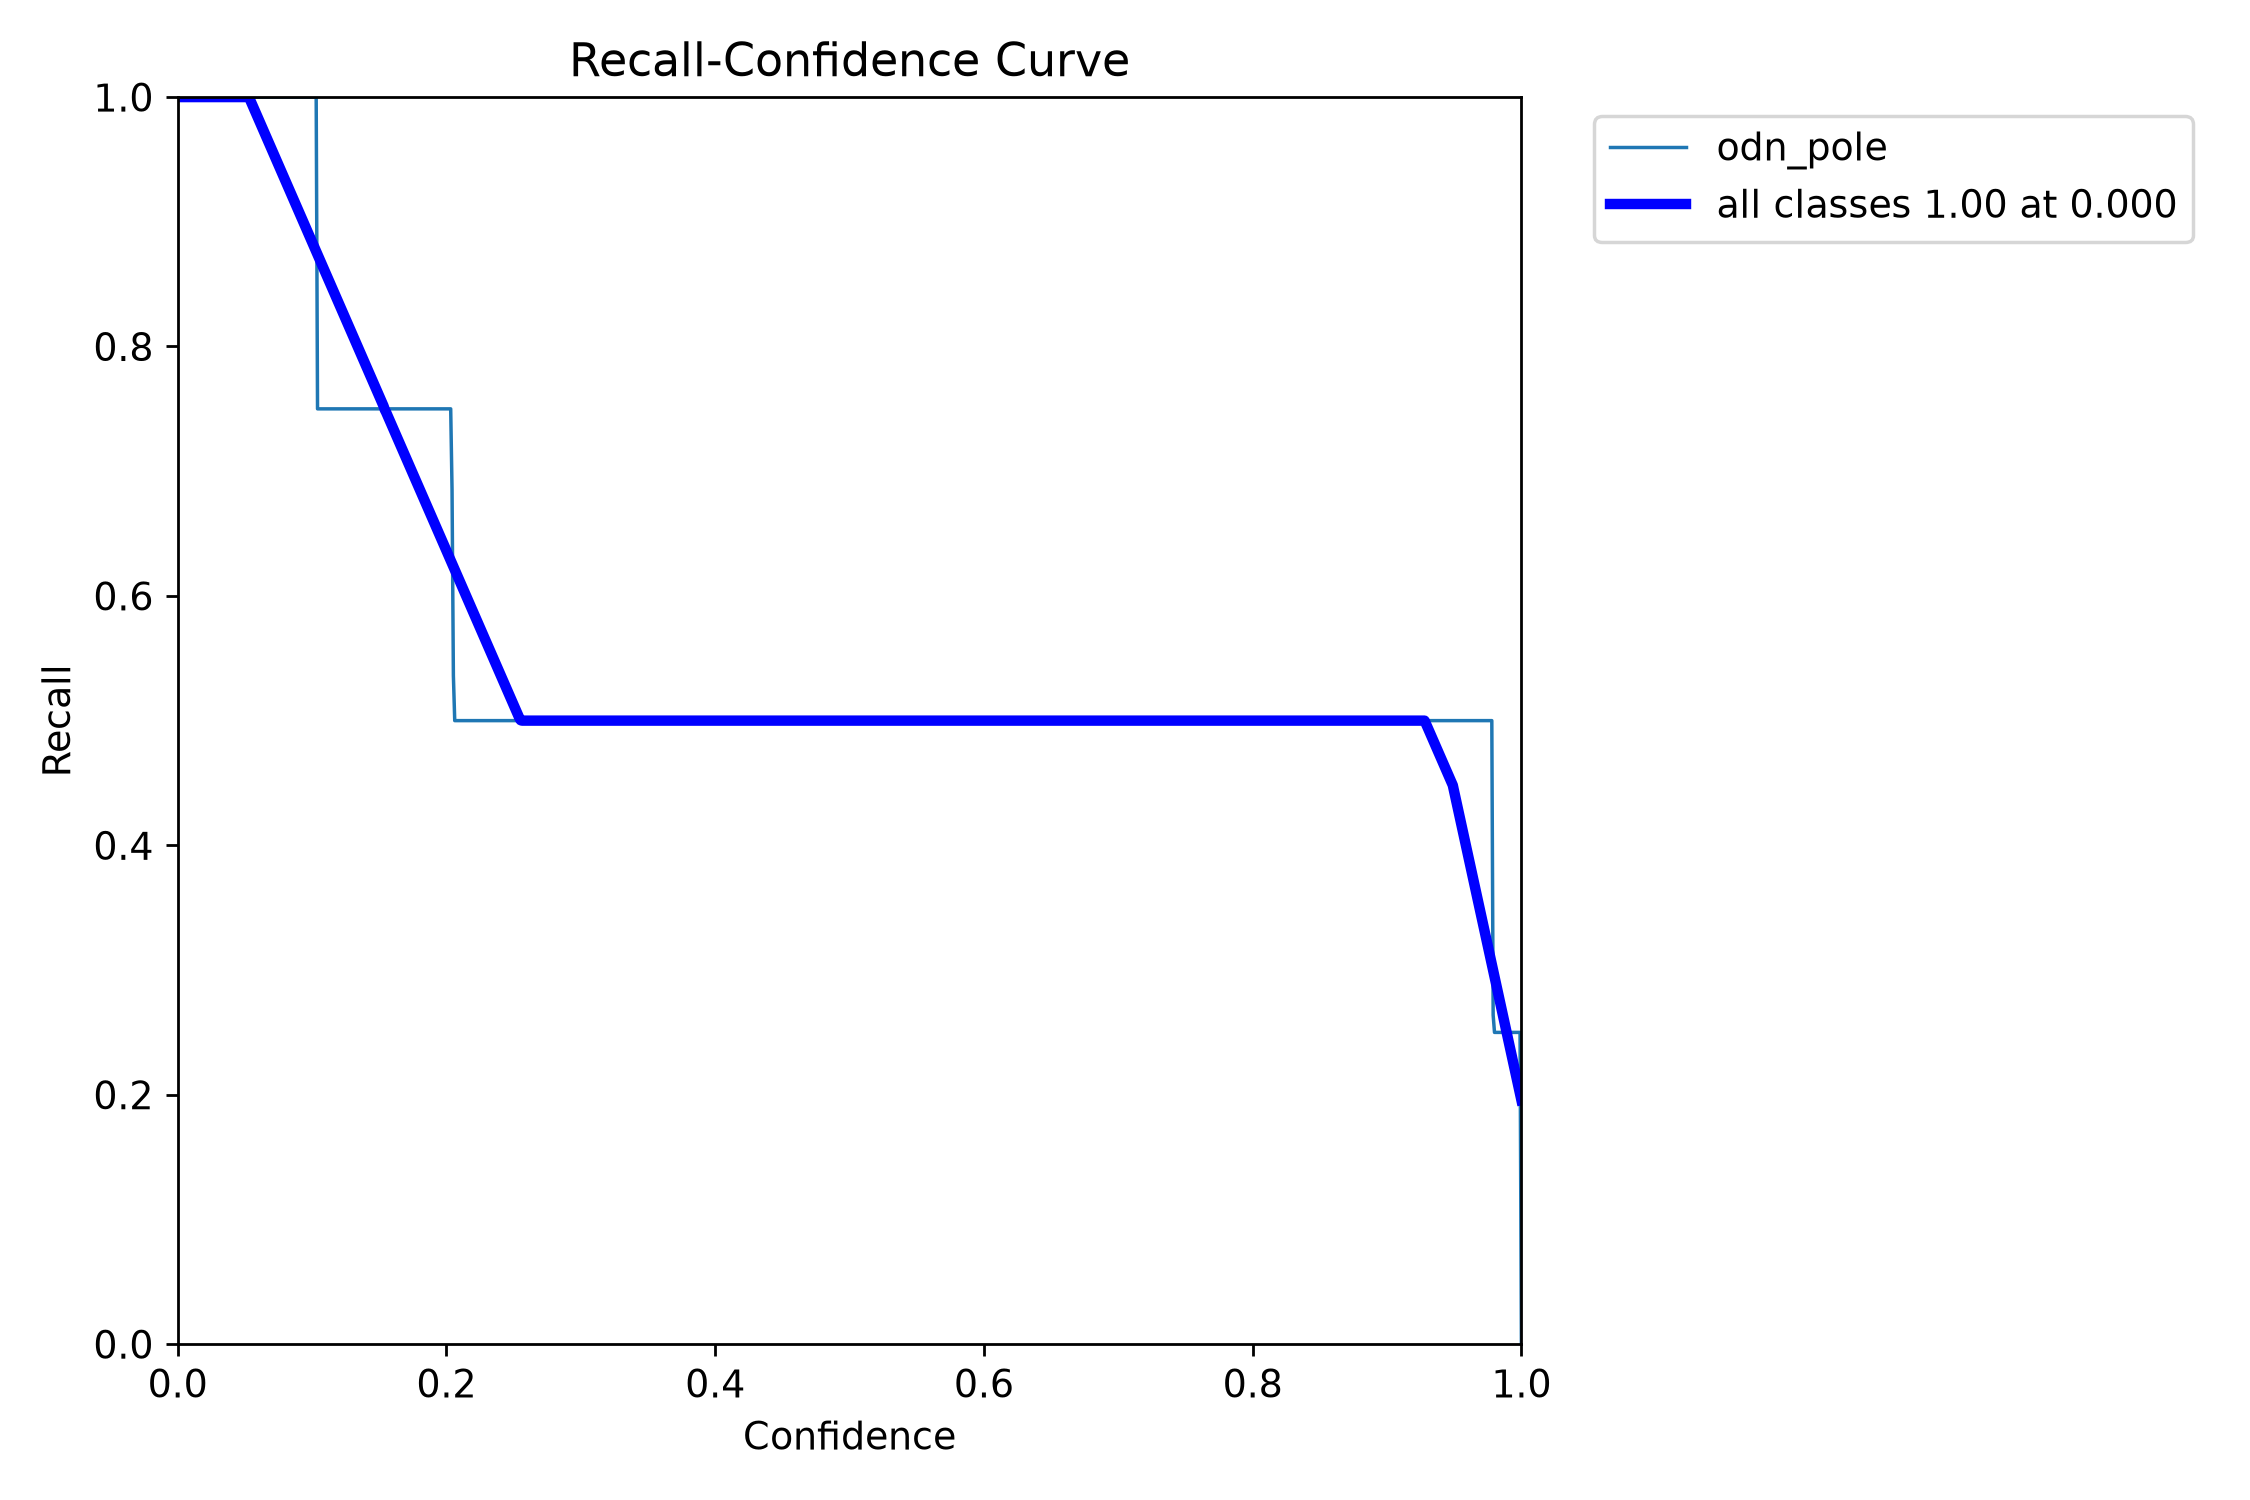 Recall-Confidence Curve
odn_pole
all classes 1.00 at 0.000
Recall
1.0
0.8
0.6
0.4
0.2
0.0
0.0 0.2 0.4 0.6 0.8 1.0
Confidence